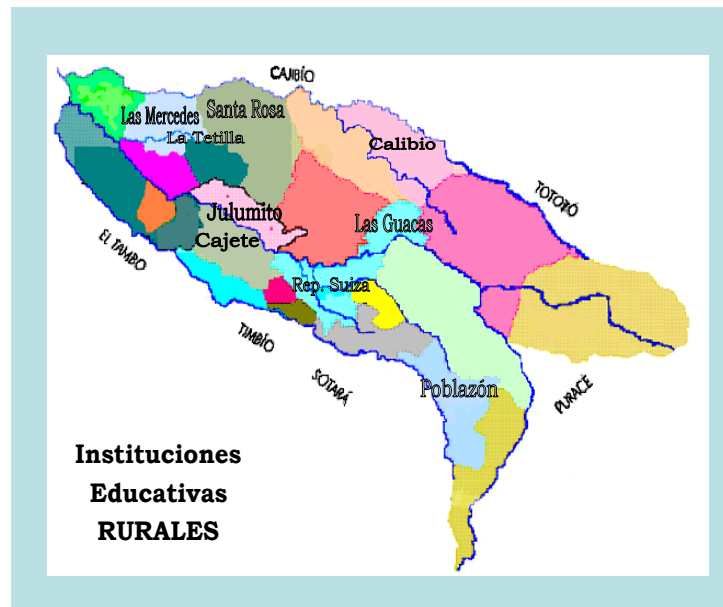 CAJIBÍO
Las Mercedes
Santa Rosa
La Tetilla
Calibio
TOTORÓ
Julumito
Las Guacas
Cajete
EL TAMBO
Rep. Suiza
TIMBÍO
SOTARÁ
Poblazón
PURACÉ
Instituciones
Educativas
RURALES